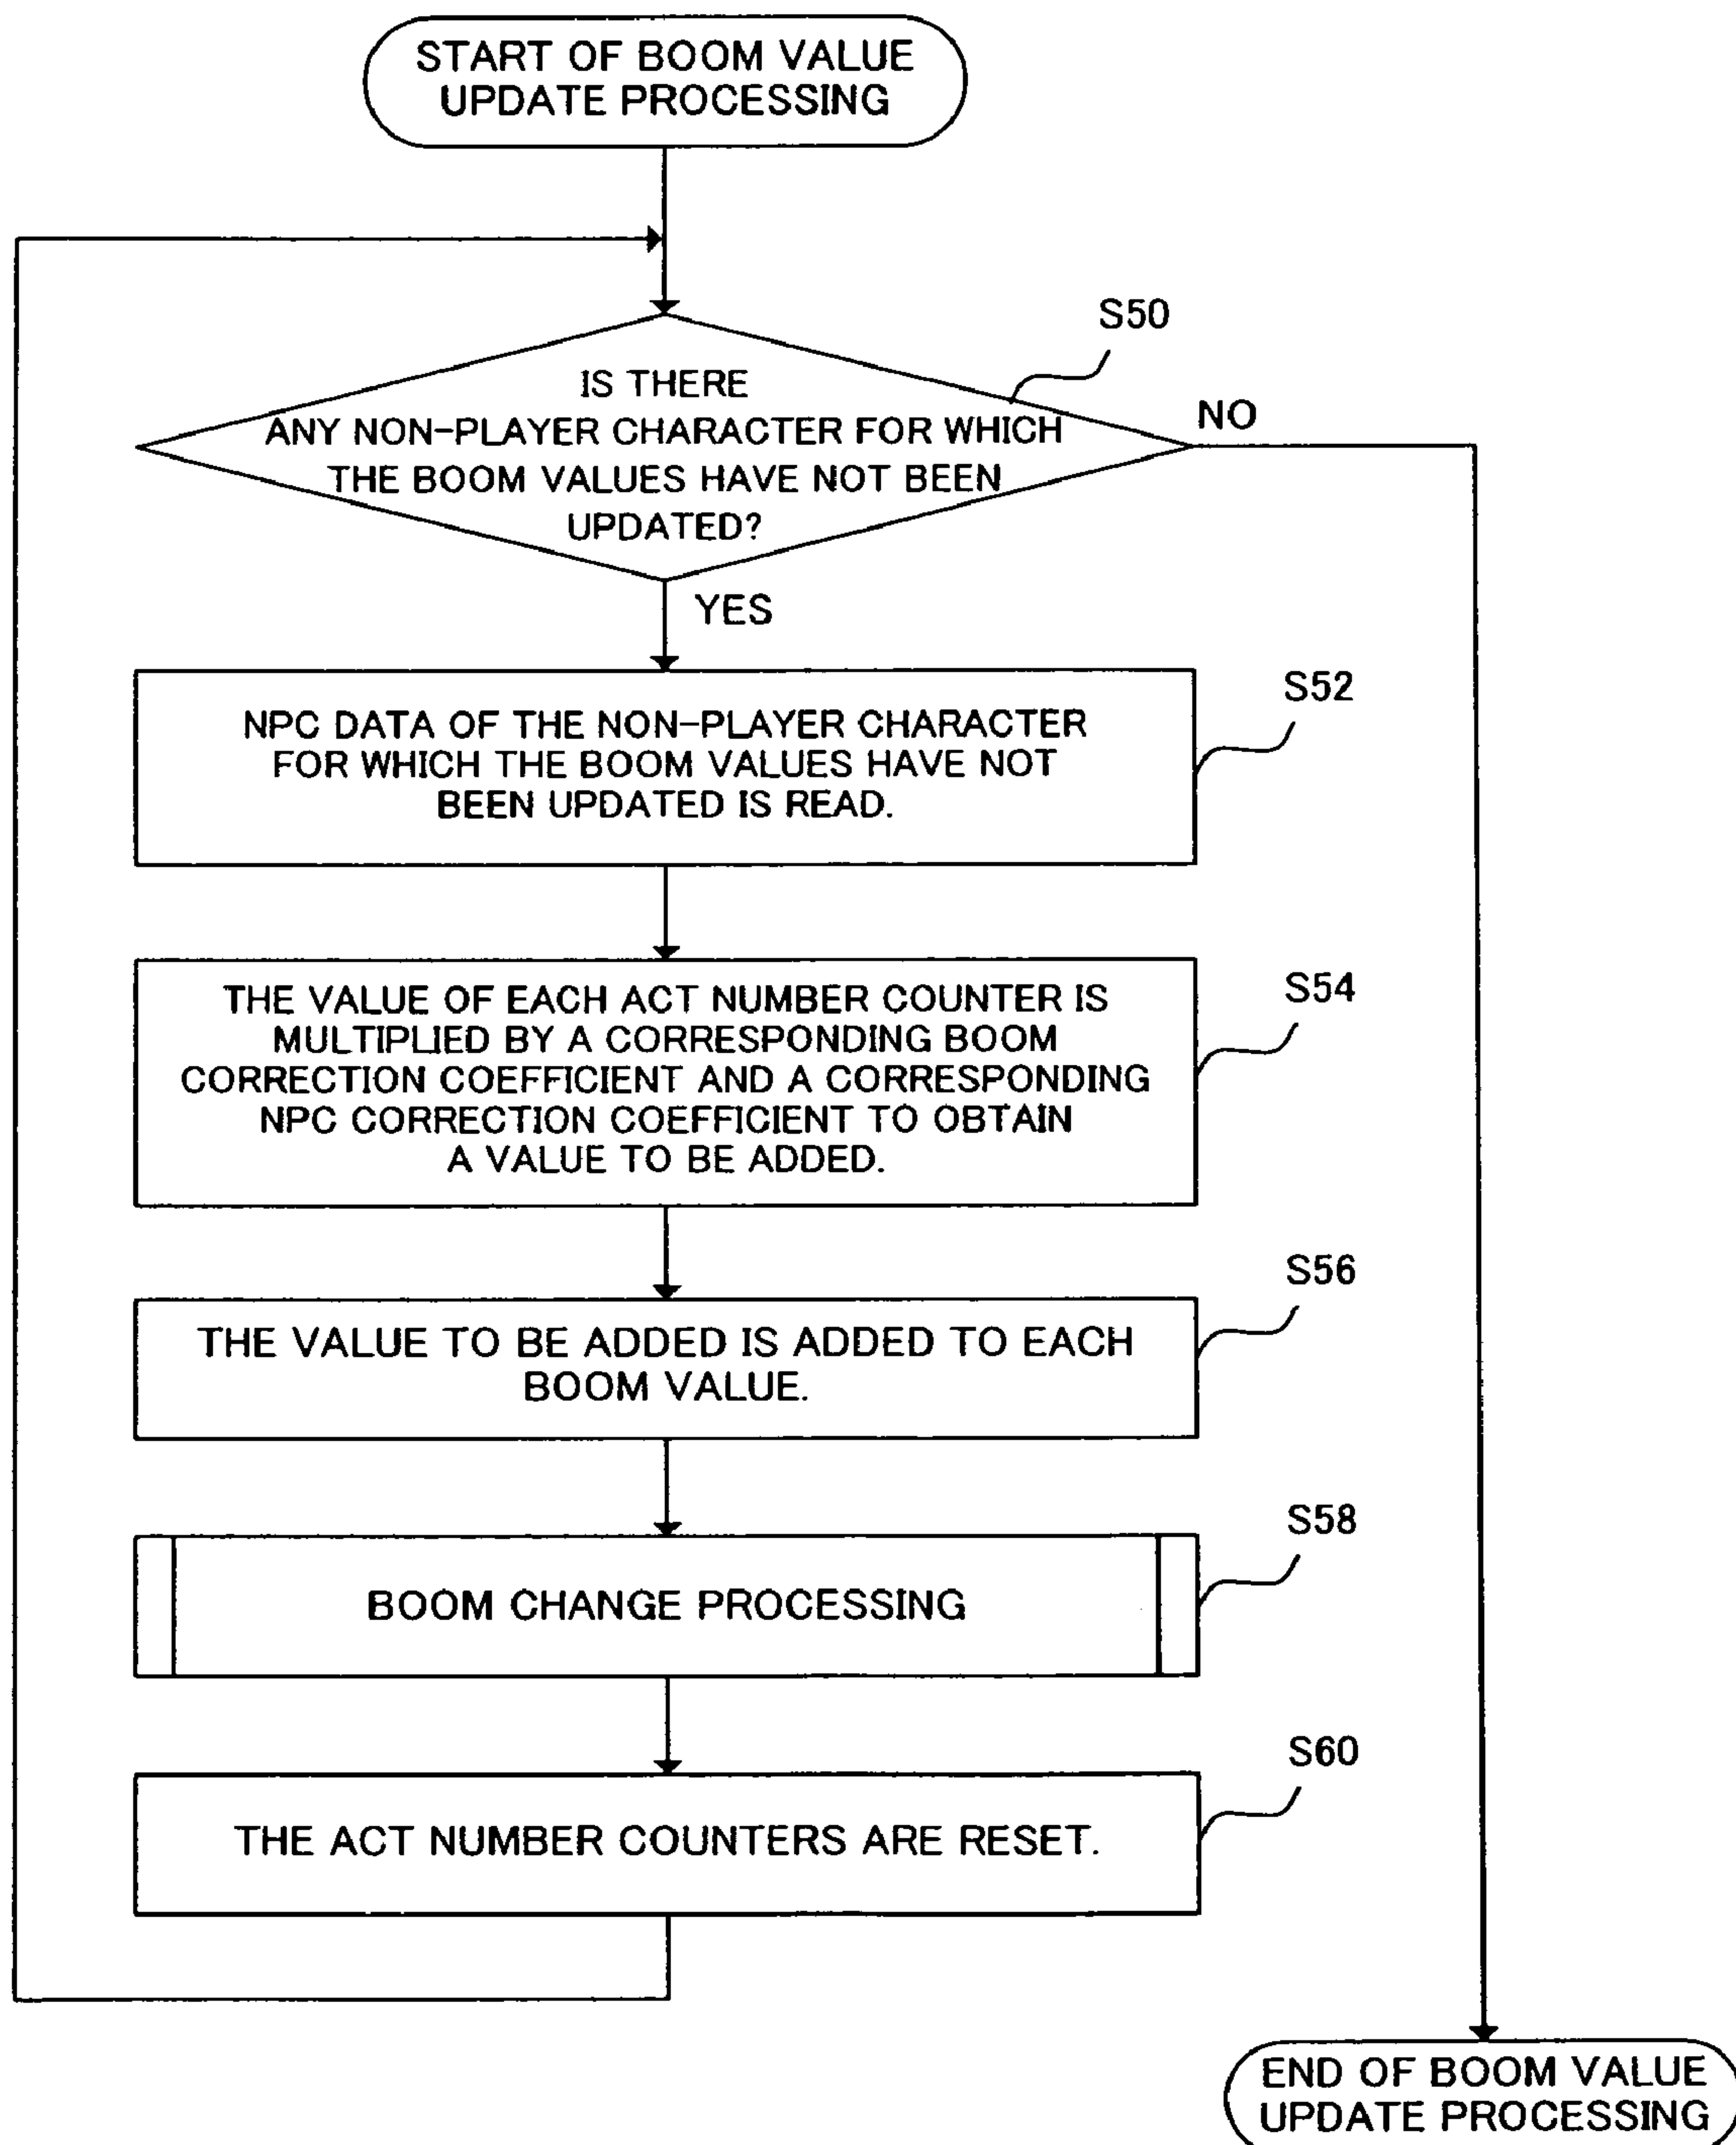 START OF BOOM VALUE
UPDATE PROCESSING
S50
IS THERE
ANY NON-PLAYER CHARACTER FOR WHICH
THE BOOM VALUES HAVE NOT BEEN
UPDATED?
NO
YES
S52
NPC DATA OF THE NON-PLAYER CHARACTER
FOR WHICH THE BOOM VALUES HAVE NOT
BEEN UPDATED IS READ.
S54
THE VALUE OF EACH ACT NUMBER COUNTER IS
MULTIPLIED BY A CORRESPONDING BOOM
CORRECTION COEFFICIENT AND A CORRESPONDING
NPC CORRECTION COEFFICIENT TO OBTAIN
A VALUE TO BE ADDED.
S56
THE VALUE TO BE ADDED IS ADDED TO EACH
BOOM VALUE.
S58
BOOM CHANGE PROCESSING
S60
THE ACT NUMBER COUNTERS ARE RESET.
END OF BOOM VALUE
UPDATE PROCESSING